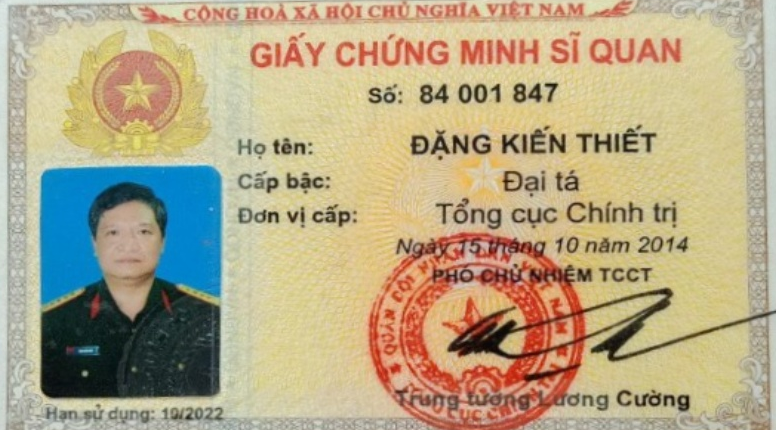 CỘNG HOÀ XÃ HỘI CHỦ NGHĨA VIỆT NAM
GIẤY CHỨNG MINH SĨ QUAN
Số: 84 001 847
Họ tên: ĐẶNG KIẾN THIẾT
Cấp bậc: Đại tá
Đơn vị cấp: Tổng cục Chính trị
Ngày 15 tháng 10 năm 2014
PHÓ CHỦ NHIỆM TCCT
Trung tướng Lương Cường
Hạn sử dụng: 10/2022